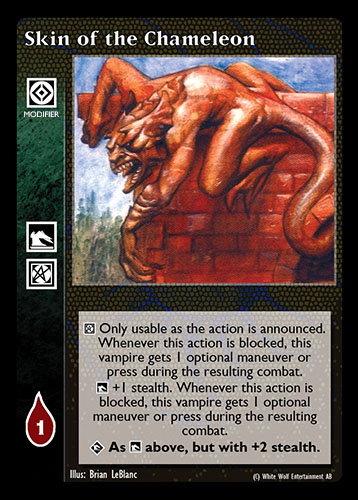 Skin of the Chameleon
MODIFIER
Only usable as the action is announced.
Whenever this action is blocked, this
vampire gets 1 optional maneuver or
press during the resulting combat.
+1 stealth. Whenever this action is
blocked, this vampire gets 1 optional
maneuver or press during the resulting
combat.
As above, but with +2 stealth.
1
Illus: Brian LeBlanc
(C) White Wolf Entertainment AB